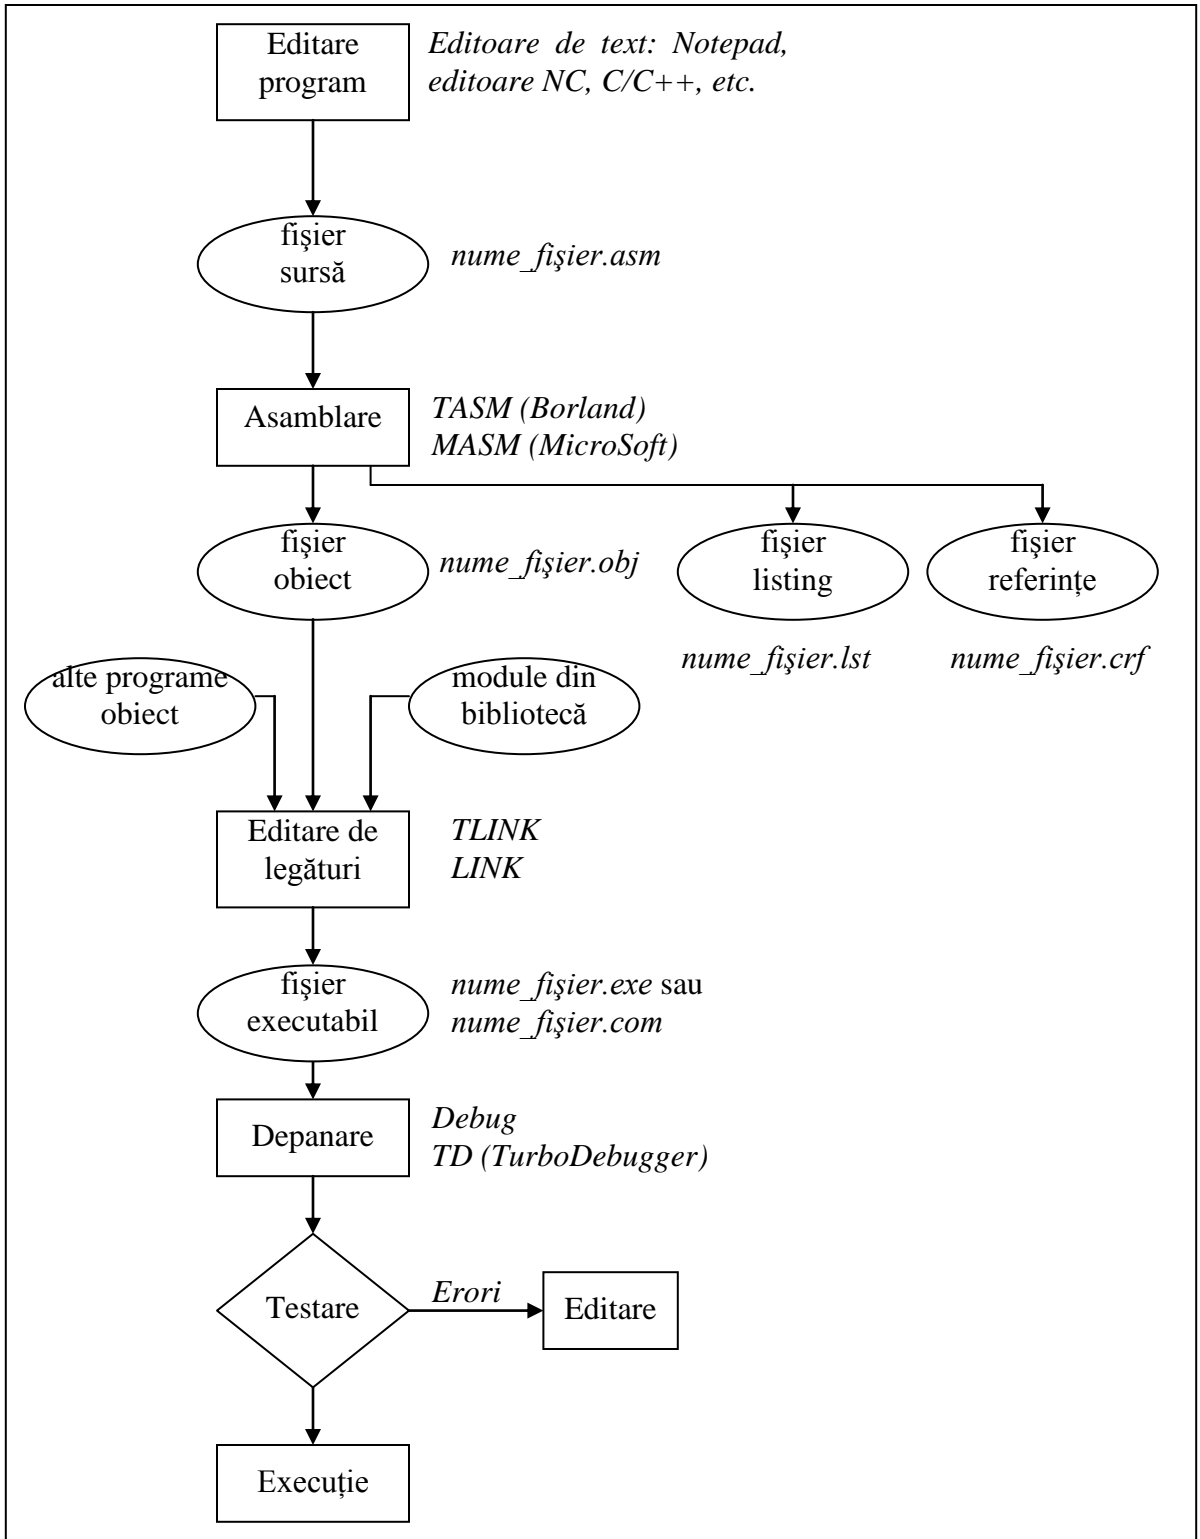 Editare
program
Editoare de text: Notepad,
editoare NC, C/C++, etc.
fişier
sursă
nume_fişier.asm
Asamblare
TASM (Borland)
MASM (MicroSoft)
fişier
obiect
nume_fişier.obj
fişier
listing
fişier
referinţe
nume_fişier.lst
nume_fişier.crf
alte programe
obiect
module din
bibliotecă
Editare de
legături
TLINK
LINK
fişier
executabil
nume_fişier.exe sau
nume_fişier.com
Depanare
Debug
TD (TurboDebugger)
Testare
Erori
Editare
Execuţie